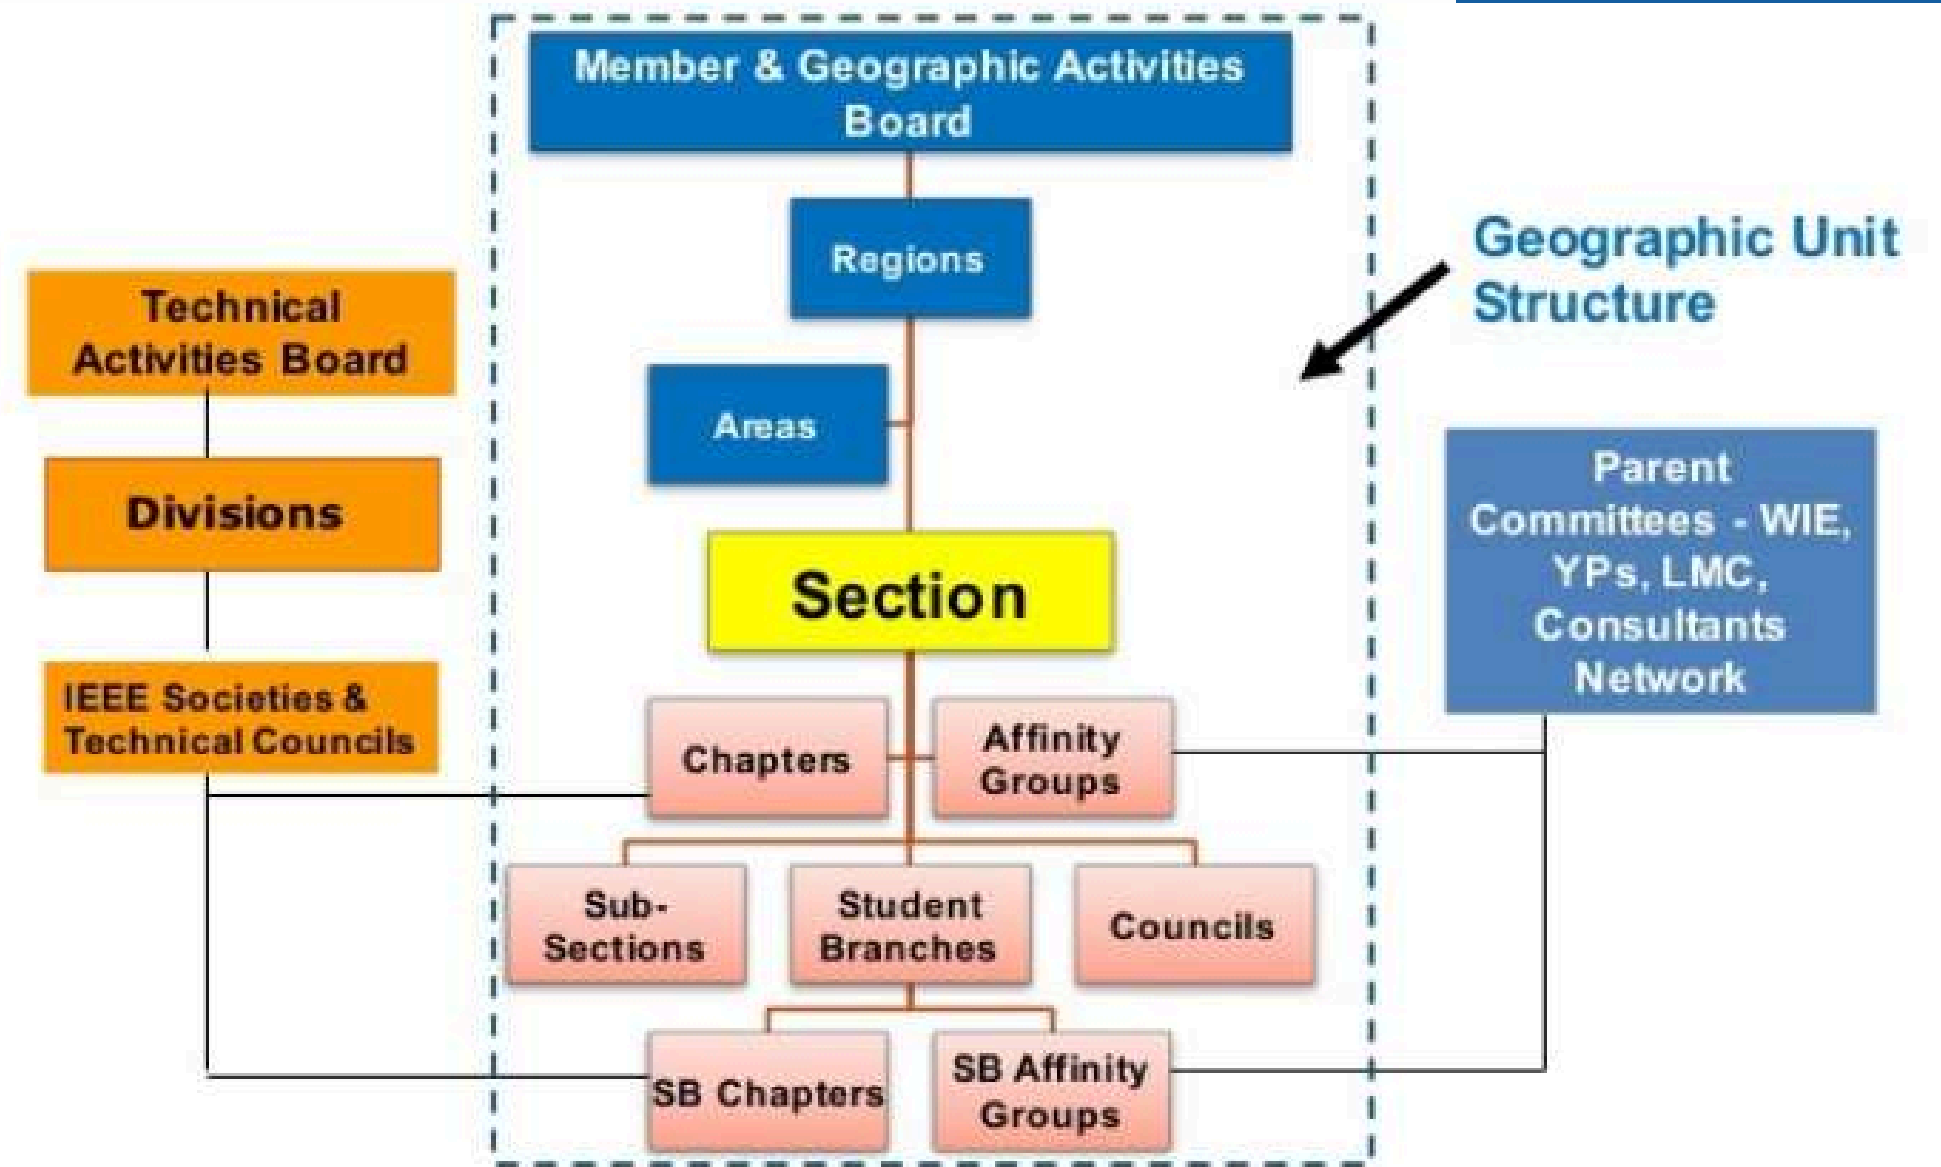 Member & Geographic Activities
Board
Regions
Geographic Unit
Structure
Technical
Activities Board
Areas
Divisions
Parent
Committees - WIE,
YPs, LMC,
Consultants
Network
Section
IEEE Societies &
Technical Councils
Chapters
Affinity
Groups
Sub-
Sections
Student
Branches
Councils
SB Chapters
SB Affinity
Groups